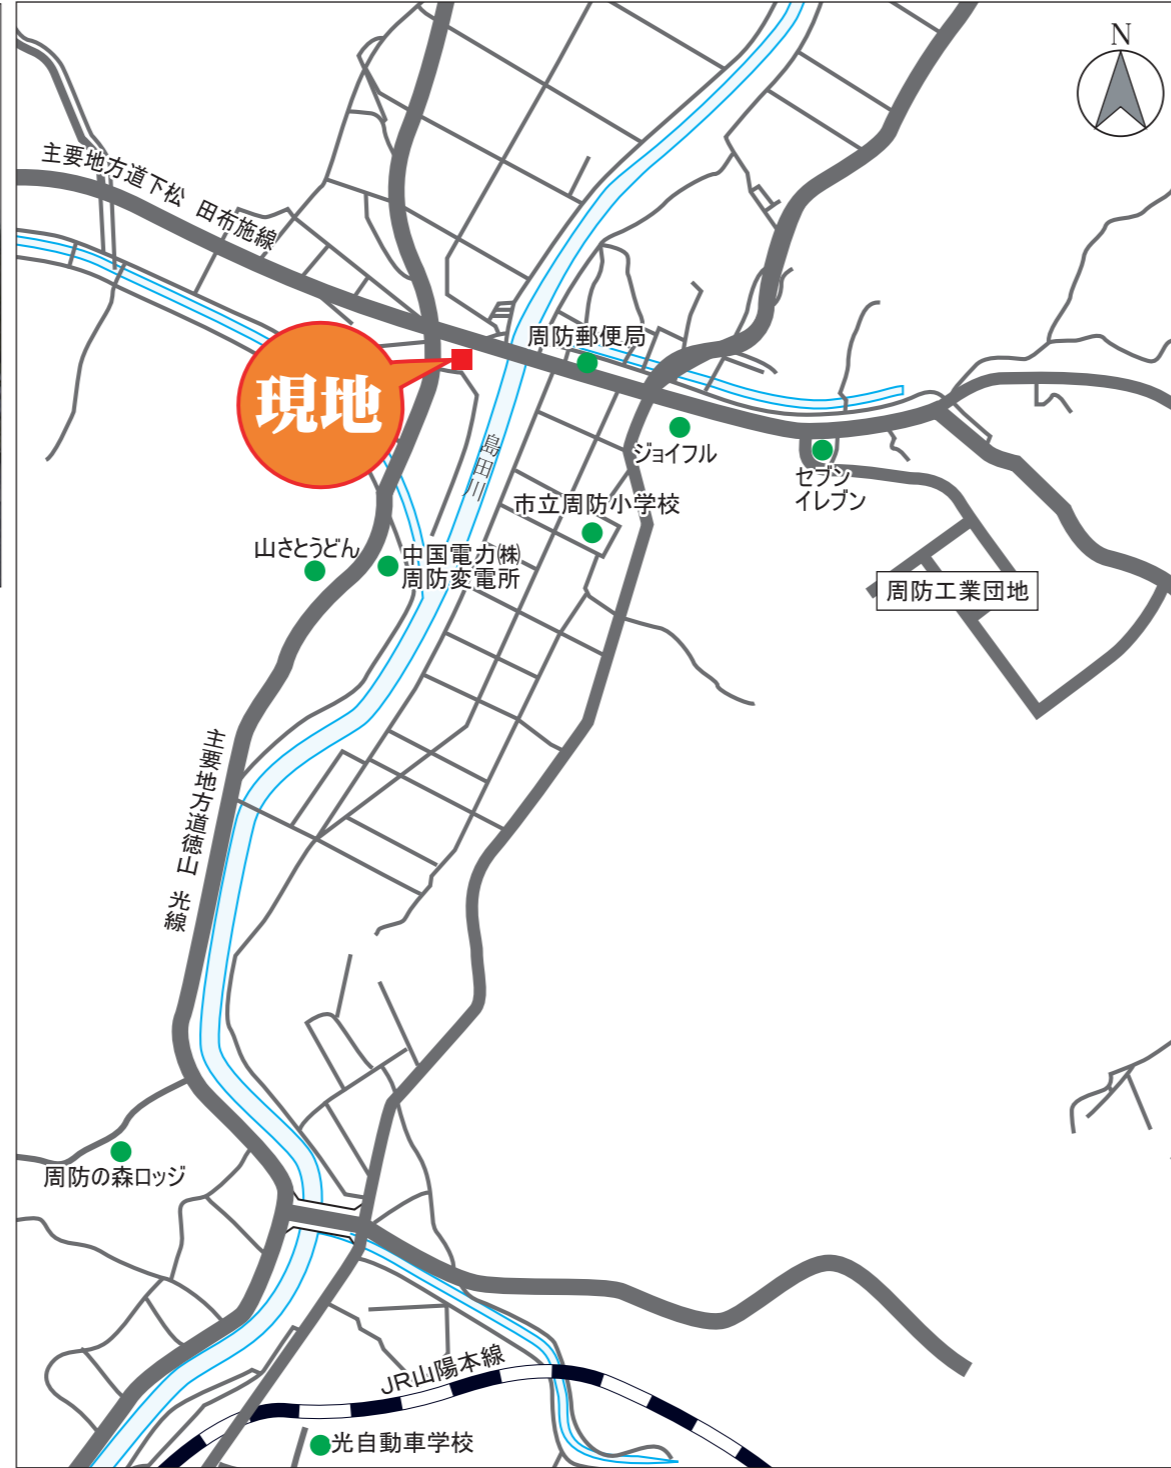 N
主要地方道下松 田布施線
周防郵便局
現地
島田川
ジョイフル
セブン
イレブン
市立周防小学校
山さとうどん
中国電力㈱
周防変電所
周防工業団地
主要地方道徳山 光線
周防の森ロッジ
JR山陽本線
光自動車学校